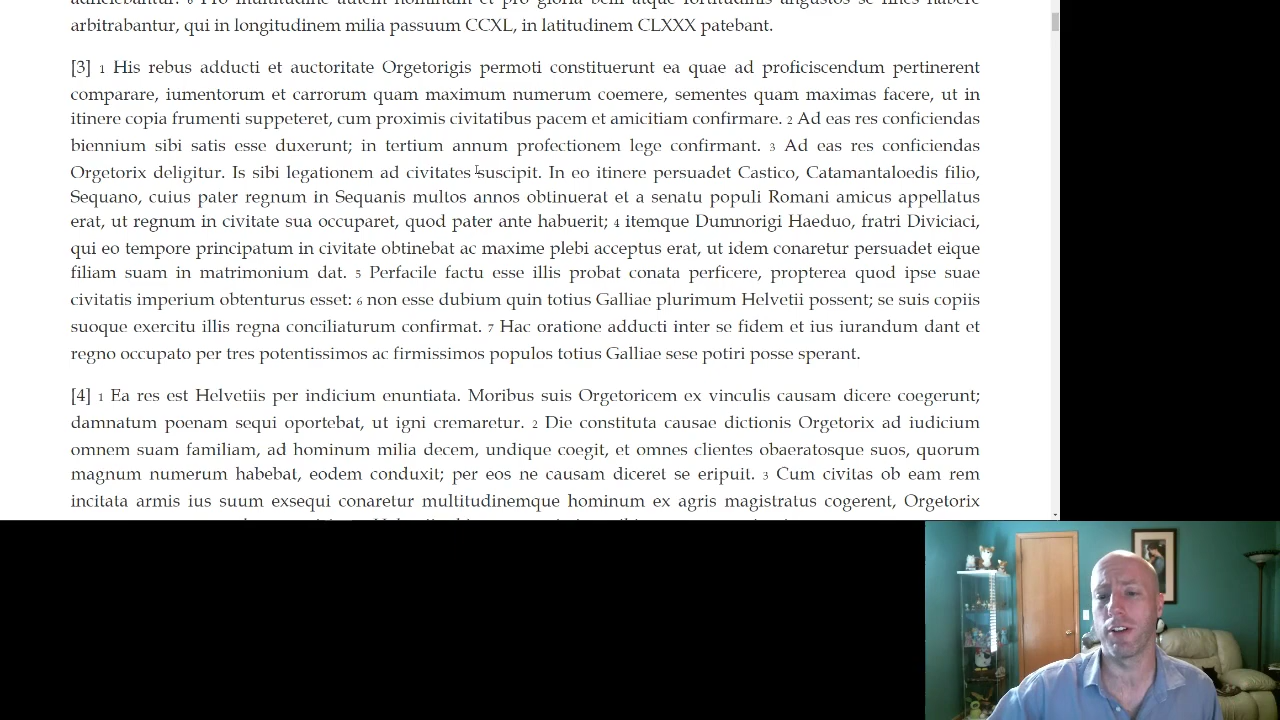 arbitrabantur, qui in longitudinem milia passuum CCXL, in latitudinem CLXXX patebant.
[3] 1 His rebus adducti et auctoritate Orgetorigis permoti constituerunt ea quae ad proficiscendum pertinerent
comparare, iumentorum et carrorum quam maximum numerum coemere, sementes quam maximas facere, ut in
itinere copia frumenti suppeteret, cum proximis civitatibus pacem et amicitiam confirmare. 2 Ad eas res conficiendas
biennium sibi satis esse duxerunt; in tertium annum profectionem lege confirmant. 3 Ad eas res conficiendas
Orgetorix deligitur. Is sibi legationem ad civitates suscipit. In eo itinere persuadet Castico, Catamantaloedis filio,
Sequano, cuius pater regnum in Sequanis multos annos obtinuerat et a senatu populi Romani amicus appellatus
erat, ut regnum in civitate sua occuparet, quod pater ante habuerit; 4 itemque Dumnorigi Haeduo, fratri Diviciaci,
qui eo tempore principatum in civitate obtinebat ac maxime plebi acceptus erat, ut idem conaretur persuadet eique
filiam suam in matrimonium dat. 5 Perfacile factu esse illis probat conata perficere, propterea quod ipse suae
civitatis imperium obtenturus esset: 6 non esse dubium quin totius Galliae plurimum Helvetii possent; se suis copiis
suoque exercitu illis regna conciliaturum confirmat. 7 Hac oratione adducti inter se fidem et ius iurandum dant et
regno occupato per tres potentissimos ac firmissimos populos totius Galliae sese potiri posse sperant.
[4] 1 Ea res est Helvetiis per indicium enuntiata. Moribus suis Orgetoricem ex vinculis causam dicere coegerunt;
damnatum poenam sequi oportebat, ut igni cremaretur. 2 Die constituta causae dictionis Orgetorix ad iudicium
omnem suam familiam, ad hominum milia decem, undique coegit, et omnes clientes obaeratosque suos, quorum
magnum numerum habebat, eodem conduxit; per eos ne causam diceret se eripuit. 3 Cum civitas ob eam rem
incitata armis ius suum exsequi conaretur multitudinemque hominum ex agris magistratus cogerent, Orgetorix